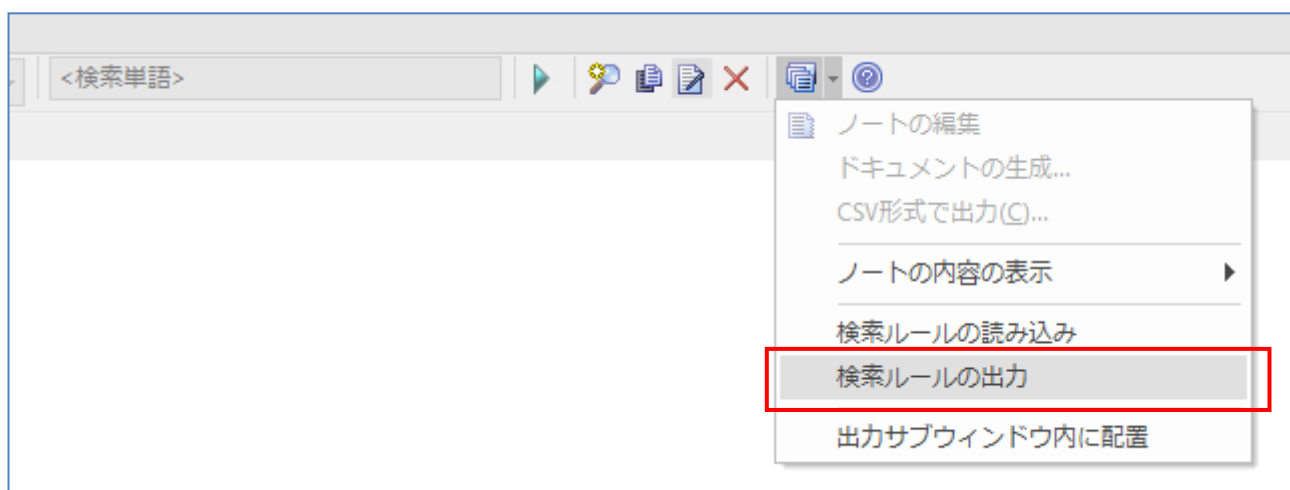 <検索単語>
ノートの編集
ドキュメントの生成...
CSV形式で出力(C)...
ノートの内容の表示
検索ルールの読み込み
検索ルールの出力
出力サブウィンドウ内に配置